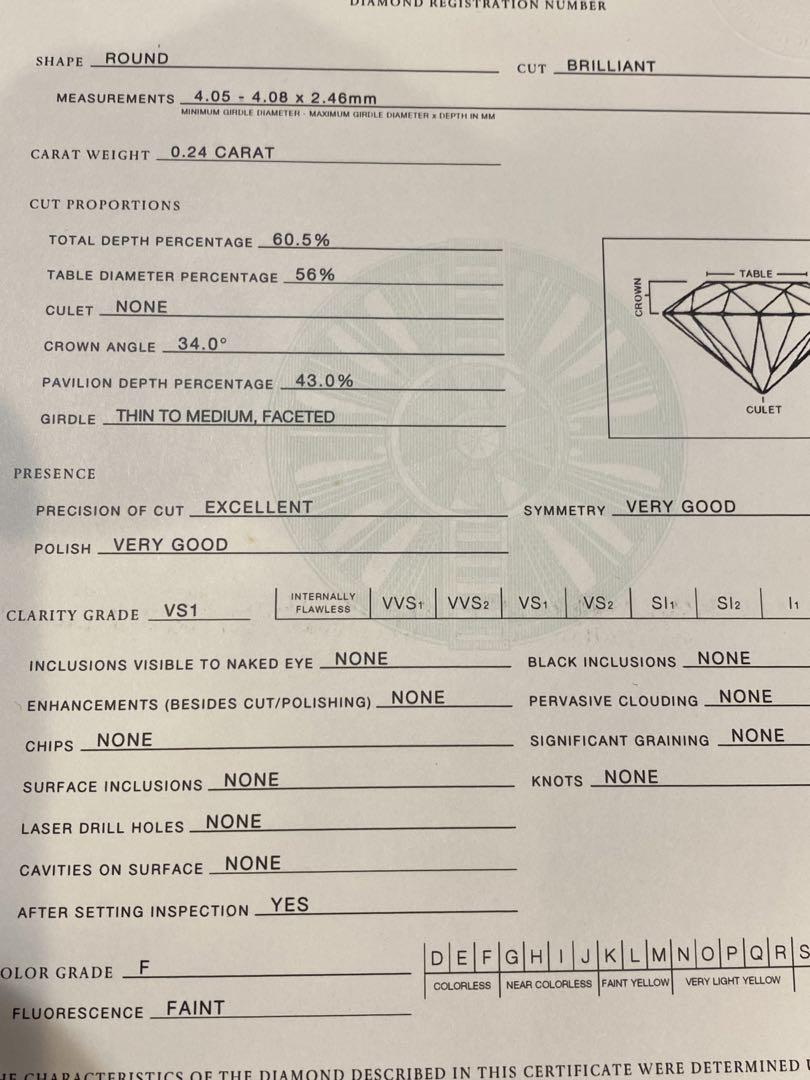 DIAMOND REGISTRATION NUMBER
SHAPE ROUND CUT BRILLIANT
MEASUREMENTS 4.05 - 4.08 x 2.46mm
MINIMUM GIRDLE DIAMETER - MAXIMUM GIRDLE DIAMETER x DEPTH IN MM
CARAT WEIGHT 0.24 CARAT
CUT PROPORTIONS
TOTAL DEPTH PERCENTAGE 60.5%
TABLE DIAMETER PERCENTAGE 56%
CULET NONE
CROWN ANGLE 34.0°
PAVILION DEPTH PERCENTAGE 43.0%
GIRDLE THIN TO MEDIUM, FACETED
TABLE
CROWN
CULET
PRESENCE
PRECISION OF CUT EXCELLENT SYMMETRY VERY GOOD
POLISH VERY GOOD
CLARITY GRADE VS1
INTERNALLY FLAWLESS VVS1 VVS2 VS1 VS2 SI1 SI2 I1
INCLUSIONS VISIBLE TO NAKED EYE NONE BLACK INCLUSIONS NONE
ENHANCEMENTS (BESIDES CUT/POLISHING) NONE PERVASIVE CLOUDING NONE
CHIPS NONE SIGNIFICANT GRAINING NONE
SURFACE INCLUSIONS NONE KNOTS NONE
LASER DRILL HOLES NONE
CAVITIES ON SURFACE NONE
AFTER SETTING INSPECTION YES
OLOR GRADE F
D E F G H I J K L M N O P Q R S
COLORLESS NEAR COLORLESS FAINT YELLOW VERY LIGHT YELLOW
FLUORESCENCE FAINT
HE CHARACTERISTICS OF THE DIAMOND DESCRIBED IN THIS CERTIFICATE WERE DETERMINED